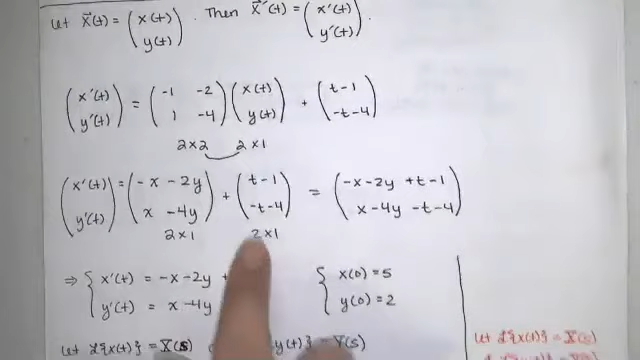 Let X(t) = ( x(t) y(t) ) . Then X'(t) = ( x'(t) y'(t) ).
( x'(t) y'(t) ) = ( -1 -2 1 -4 ) ( x(t) y(t) ) + ( t-1 -t-4 )
2×2 2×1
( x'(t) y'(t) ) = ( -x -2y x -4y ) + ( t-1 -t-4 ) = ( -x-2y +t-1 x-4y -t-4 )
2×1 2×1
⇒ { x'(t) = -x-2y + { x(0)=5
y'(t) = x-4y y(0)=2
Let ℒ{x(t)} = X(s) y(t)} = Y(s)
Let ℒ{x(t)} = X(s)